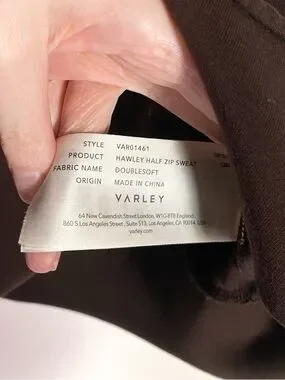 STYLE VAR01461
PRODUCT HAWLEY HALF ZIP SWEAT
FABRIC NAME DOUBLESOFT
ORIGIN MADE IN CHINA
VARLEY
64 New Cavendish Street London, W1G 8TB England
860 S Los Angeles Street, Suite 513, Los Angeles, CA 90014, USA
varley.com